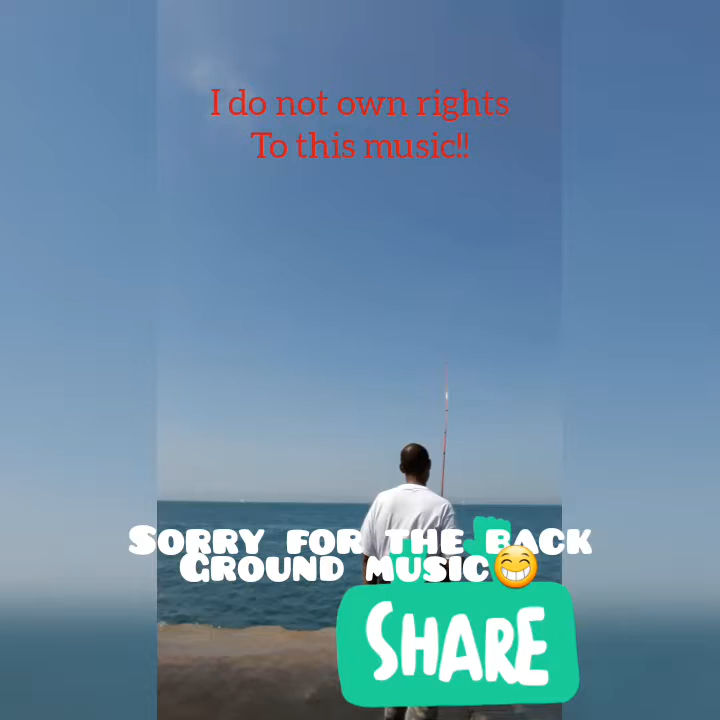 I do not own rights
To this music!!
SORRY FOR THE BACK
GROUND MUSIC😁
SHARE